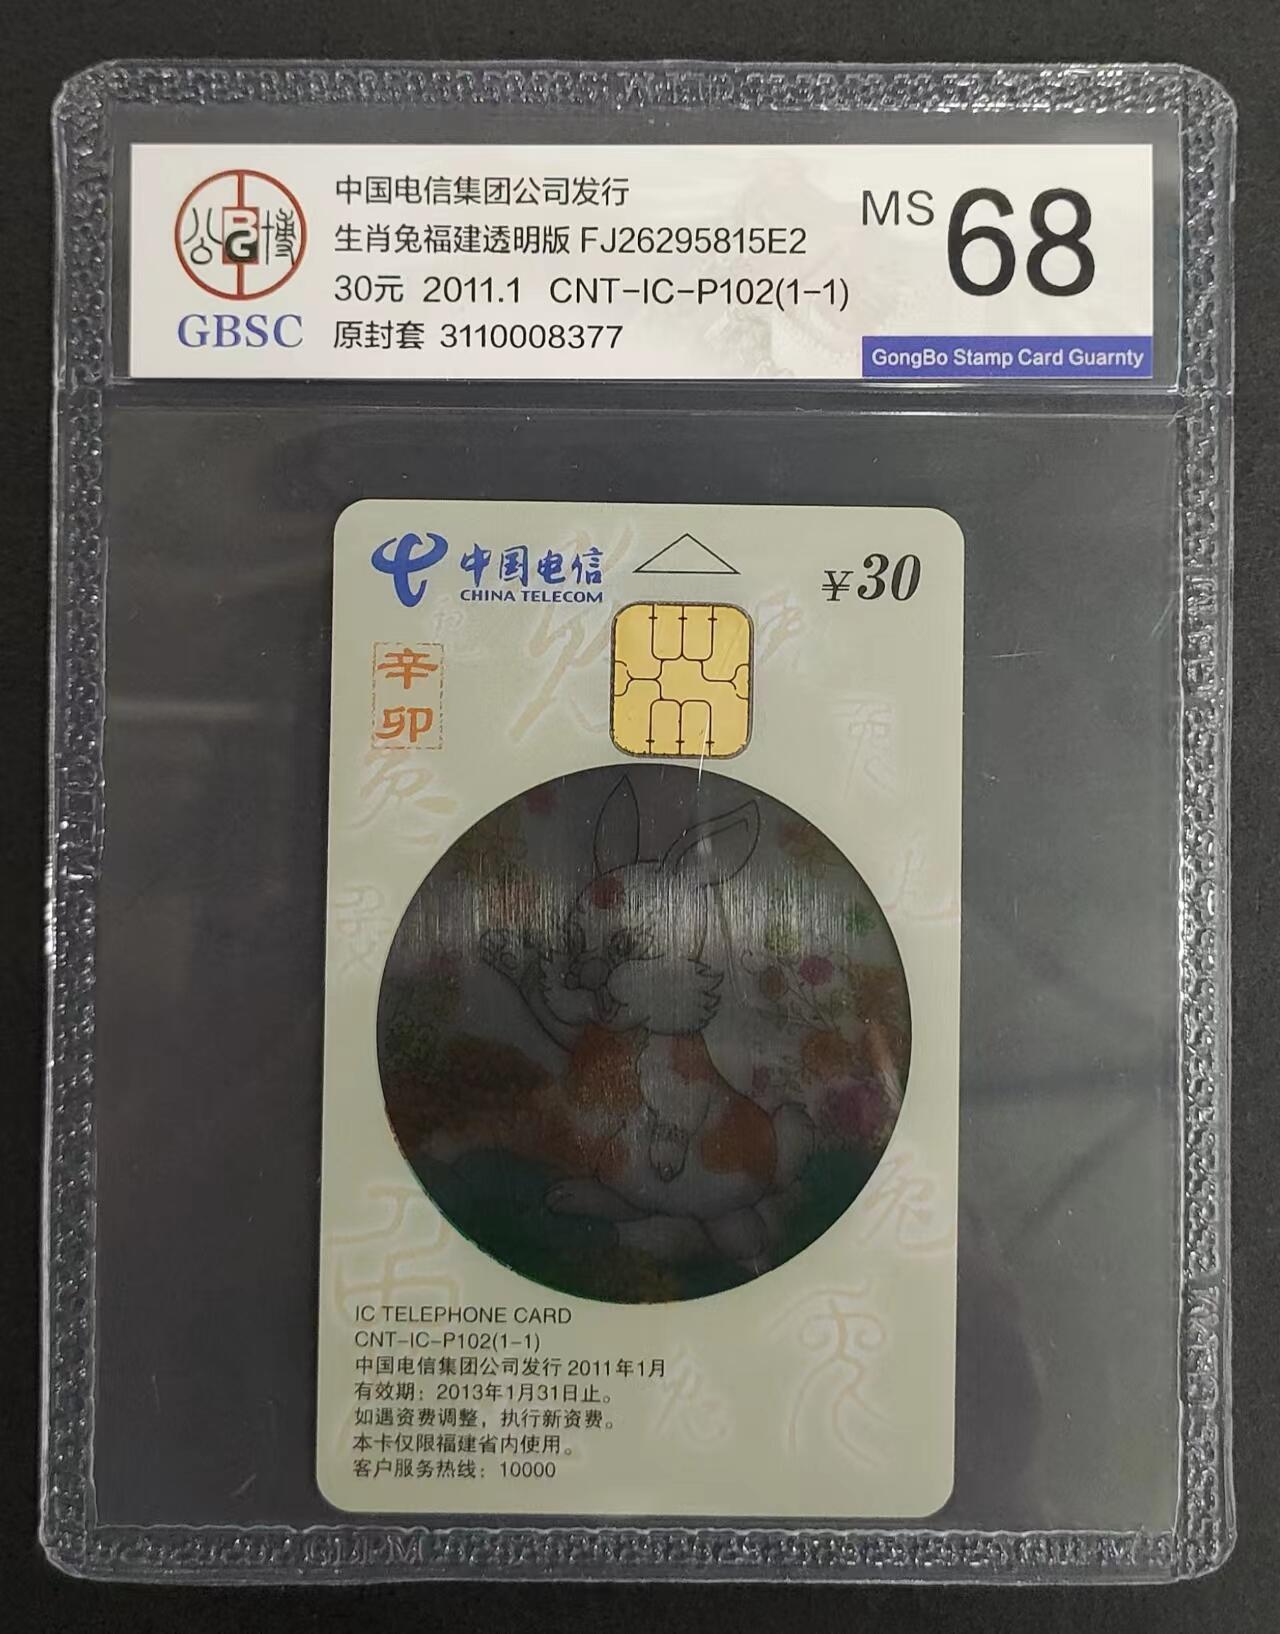 公 博
BG
GBSC
中国电信集团公司发行
生肖兔福建透明版 FJ26295815E2
30元 2011.1 CNT-IC-P102(1-1)
原封套 3110008377
MS 68
GongBo Stamp Card Guarnty
中国电信
CHINA TELECOM
¥30
辛
卯
IC TELEPHONE CARD
CNT-IC-P102(1-1)
中国电信集团公司发行 2011年1月
有效期：2013年1月31日止。
如遇资费调整，执行新资费。
本卡仅限福建省内使用。
客户服务热线：10000